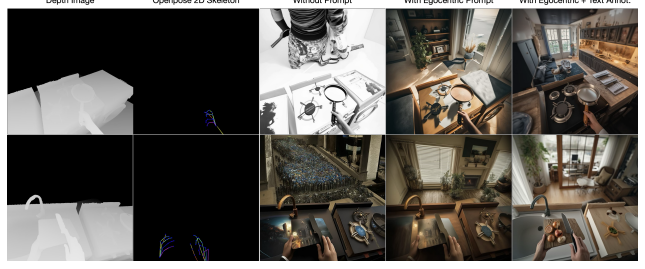 Depth Image
Openpose 2D Skeleton
Without Prompt
With Egocentric Prompt
With Egocentric + Text Annot.